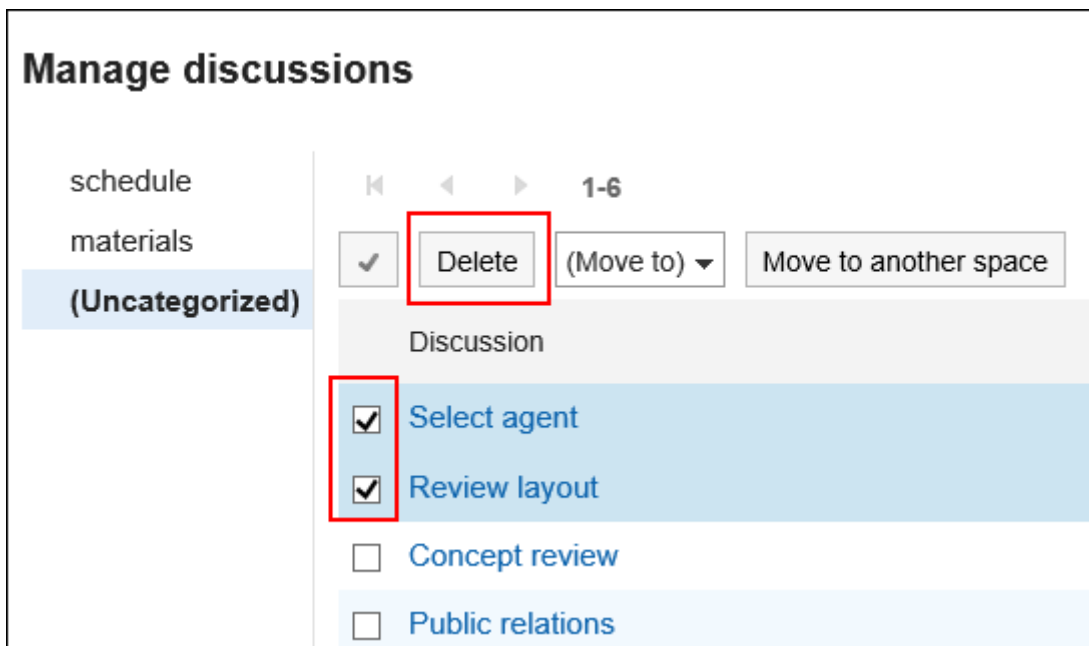 Manage discussions
schedule
materials
(Uncategorized)
1-6
Delete
(Move to)
Move to another space
Discussion
Select agent
Review layout
Concept review
Public relations